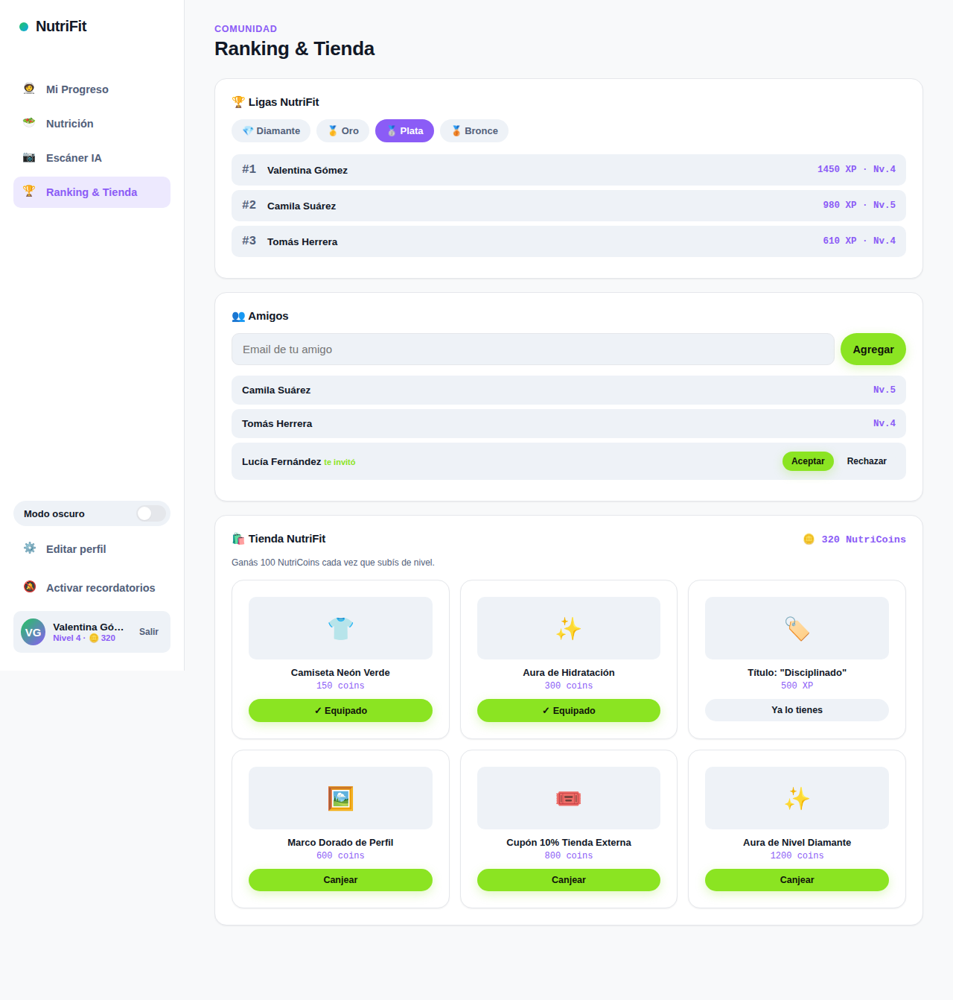 NutriFit
Mi Progreso
Nutrición
Escáner IA
Ranking & Tienda
Modo oscuro
Editar perfil
Activar recordatorios
VG
Valentina Gó…
Nivel 4 · 🪙 320
Salir
COMUNIDAD
Ranking & Tienda
🏆 Ligas NutriFit
💎 Diamante
🥇 Oro
🥈 Plata
🥉 Bronce
#1 Valentina Gómez 1450 XP · Nv.4
#2 Camila Suárez 980 XP · Nv.5
#3 Tomás Herrera 610 XP · Nv.4
👥 Amigos
Email de tu amigo
Agregar
Camila Suárez Nv.5
Tomás Herrera Nv.4
Lucía Fernández te invitó Aceptar Rechazar
🛍️ Tienda NutriFit 🪙 320 NutriCoins
Ganás 100 NutriCoins cada vez que subís de nivel.
Camiseta Neón Verde
150 coins
✓ Equipado
Aura de Hidratación
300 coins
✓ Equipado
Título: "Disciplinado"
500 XP
Ya lo tienes
Marco Dorado de Perfil
600 coins
Canjear
Cupón 10% Tienda Externa
800 coins
Canjear
Aura de Nivel Diamante
1200 coins
Canjear